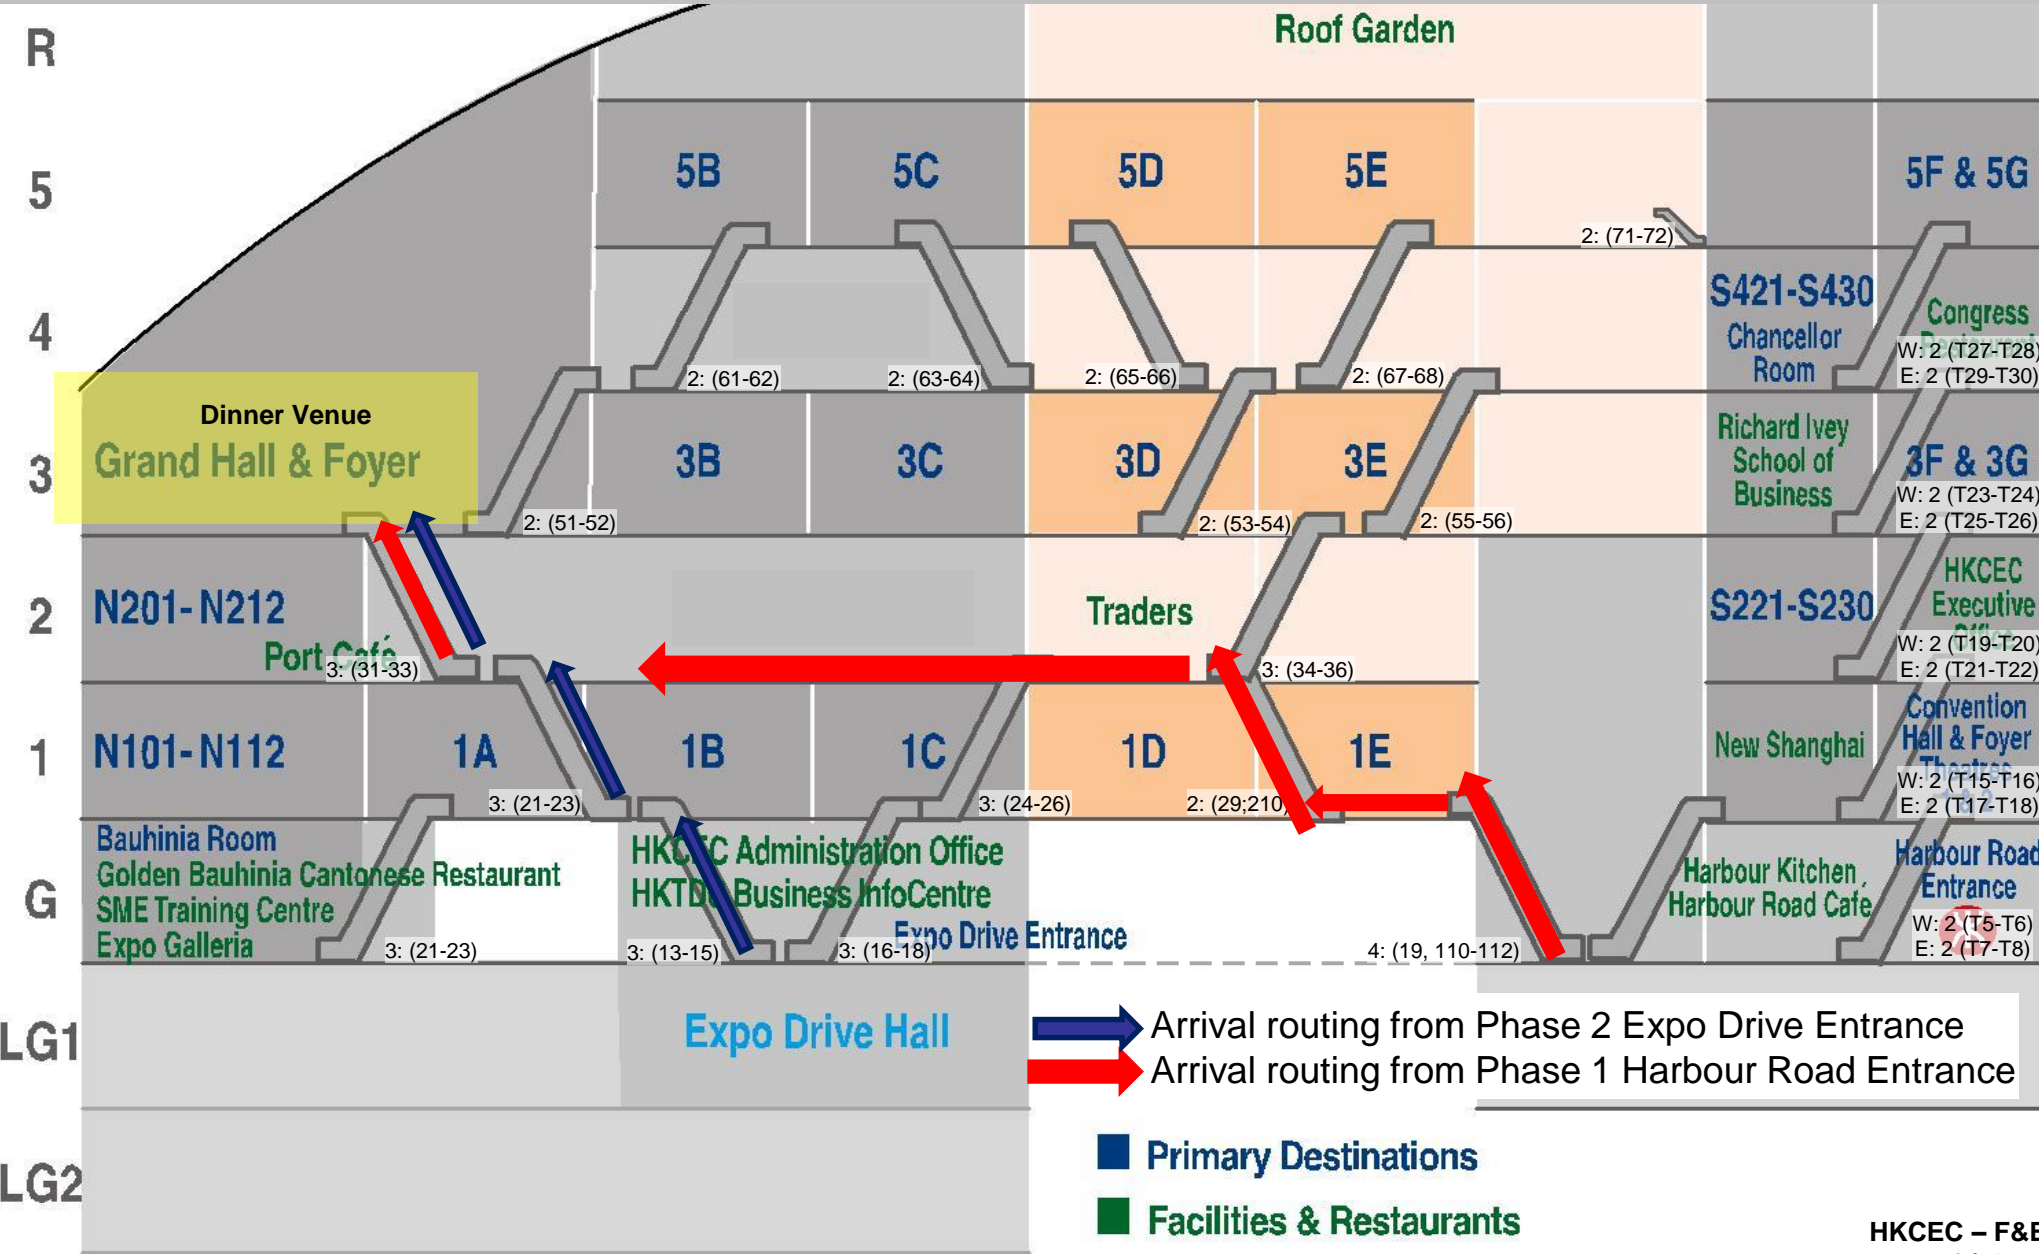 R
Roof Garden
5
5B
5C
5D
5E
5F & 5G
2: (71-72)
4
S421-S430
Chancellor
Room
Congress
W: 2 (T27-T28)
E: 2 (T29-T30)
2: (61-62)
2: (63-64)
2: (65-66)
2: (67-68)
Dinner Venue
3
Grand Hall & Foyer
3B
3C
3D
3E
Richard Ivey
School of
Business
3F & 3G
W: 2 (T23-T24)
E: 2 (T25-T26)
2: (51-52)
2: (53-54)
2: (55-56)
2
N201- N212
Port Café
Traders
S221-S230
HKCEC
Executive
Office
W: 2 (T19-T20)
E: 2 (T21-T22)
3: (31-33)
3: (34-36)
1
N101- N112
1A
1B
1C
1D
1E
New Shanghai
Convention
Hall & Foyer
Theatres
W: 2 (T15-T16)
E: 2 (T17-T18)
3: (21-23)
3: (24-26)
2: (29;210)
G
Bauhinia Room
Golden Bauhinia Cantonese Restaurant
SME Training Centre
Expo Galleria
HKCEC Administration Office
HKTDC Business InfoCentre
Expo Drive Entrance
Harbour Kitchen,
Harbour Road Cafe
Harbour Road
Entrance
W: 2 (T5-T6)
E: 2 (T7-T8)
3: (21-23)
3: (13-15)
3: (16-18)
4: (19, 110-112)
LG1
Expo Drive Hall
Arrival routing from Phase 2 Expo Drive Entrance
Arrival routing from Phase 1 Harbour Road Entrance
LG2
Primary Destinations
Facilities & Restaurants
HKCEC – F&B